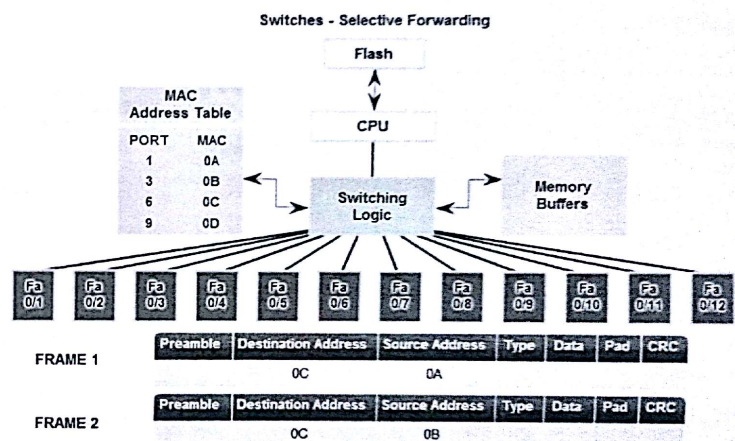 Switches - Selective Forwarding
Flash
CPU
MAC
Address Table
PORT MAC
1 0A
3 0B
6 0C
9 0D
Switching
Logic
Memory
Buffers
Fa 0/1
Fa 0/2
Fa 0/3
Fa 0/4
Fa 0/5
Fa 0/6
Fa 0/7
Fa 0/8
Fa 0/9
Fa 0/10
Fa 0/11
Fa 0/12
FRAME 1
Preamble Destination Address Source Address Type Data Pad CRC
0C 0A
FRAME 2
Preamble Destination Address Source Address Type Data Pad CRC
0C 0B